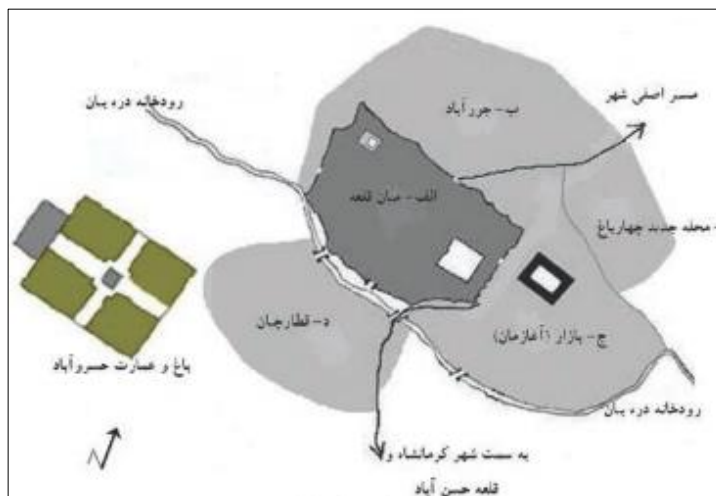 رودخانه دره بیان
ب- جورآباد
مسیر اصلی شهر
الف- میان قلعه
محله جدید چهارباغ
د- قطارچیان
ج- بازار (آغازمان)
باغ و عمارت خسروآباد
رودخانه دره بیان
به سمت شهر کرمانشاه و
قلعه حسن آباد